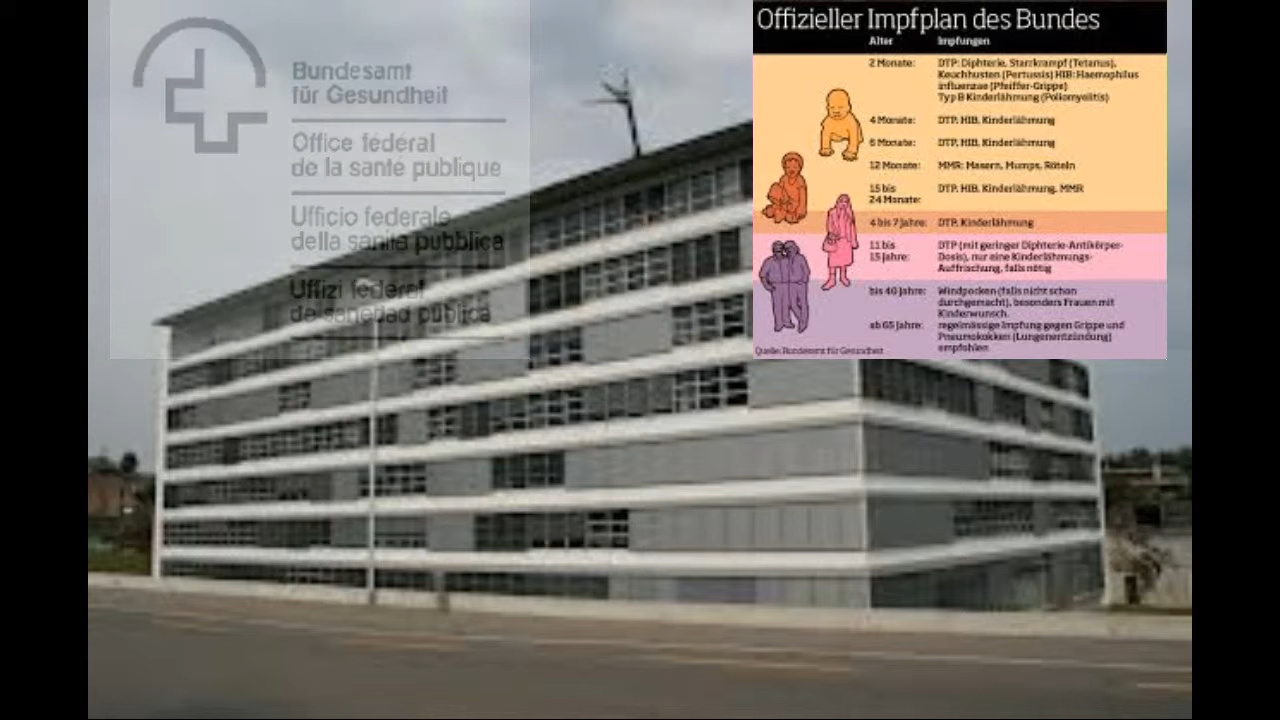 Bundesamt
für Gesundheit
Office fédéral
de la santé publique
Ufficio federale
della sanità pubblica
Uffizi federal
da sanedad publica
Offizieller Impfplan des Bundes
Alter Impfungen
2 Monate: DTP: Diphterie, Starrkrampf (Tetanus),
Keuchhusten (Pertussis) HIB: Haemophilus
influenzae (Pfeiffer-Grippe)
Typ B Kinderlähmung (Poliomyelitis)
4 Monate: DTP, HIB, Kinderlähmung
6 Monate: DTP, HIB, Kinderlähmung
12 Monate: MMR: Masern, Mumps, Röteln
15 bis DTP, HIB, Kinderlähmung, MMR
24 Monate:
4 bis 7 Jahre: DTP, Kinderlähmung
11 bis DTP (mit geringer Diphterie-Antikörper-
15 Jahre: Dosis), nur eine Kinderlähmungs-
Auffrischung, falls nötig
bis 40 Jahre: Windpocken (falls nicht schon
durchgemacht), besonders Frauen mit
Kinderwunsch.
ab 65 Jahre: regelmässige Impfung gegen Grippe und
Pneumokokken (Lungenentzündung)
empfohlen
Quelle: Bundesamt für Gesundheit